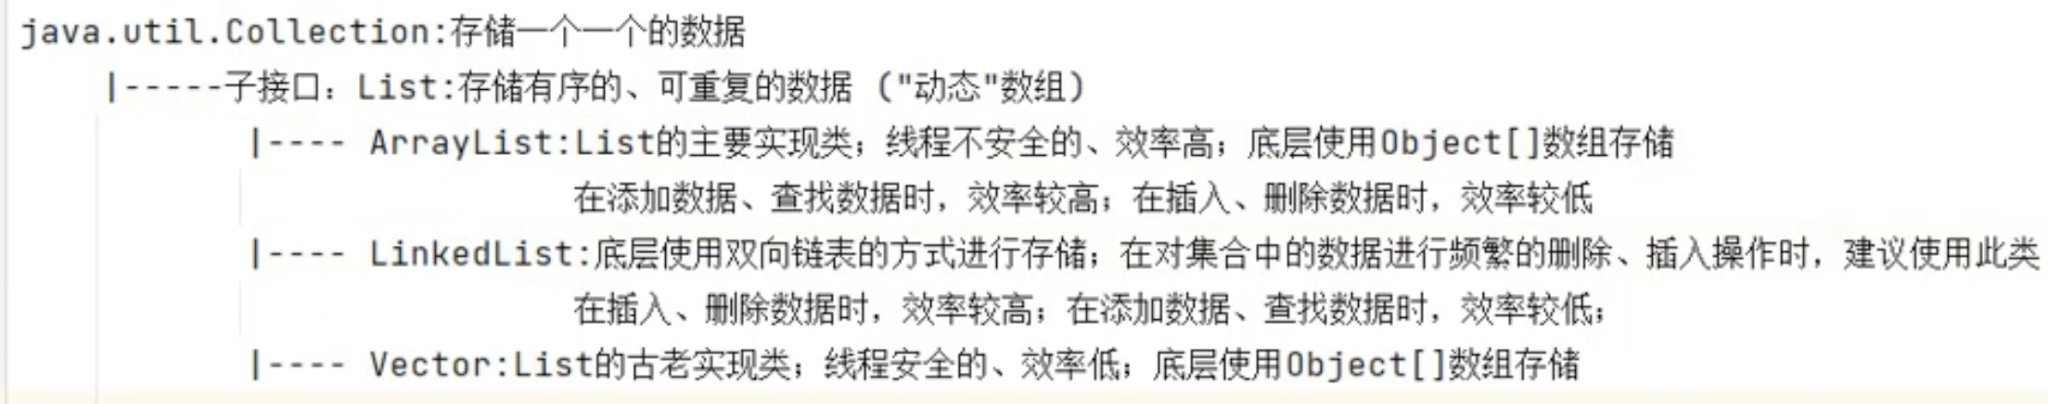 java.util.Collection:存储一个一个的数据
|-----子接口：List:存储有序的、可重复的数据 ("动态"数组)
|---- ArrayList:List的主要实现类；线程不安全的、效率高；底层使用Object[]数组存储
在添加数据、查找数据时，效率较高；在插入、删除数据时，效率较低
|---- LinkedList:底层使用双向链表的方式进行存储；在对集合中的数据进行频繁的删除、插入操作时，建议使用此类
在插入、删除数据时，效率较高；在添加数据、查找数据时，效率较低；
|---- Vector:List的古老实现类；线程安全的、效率低；底层使用Object[]数组存储